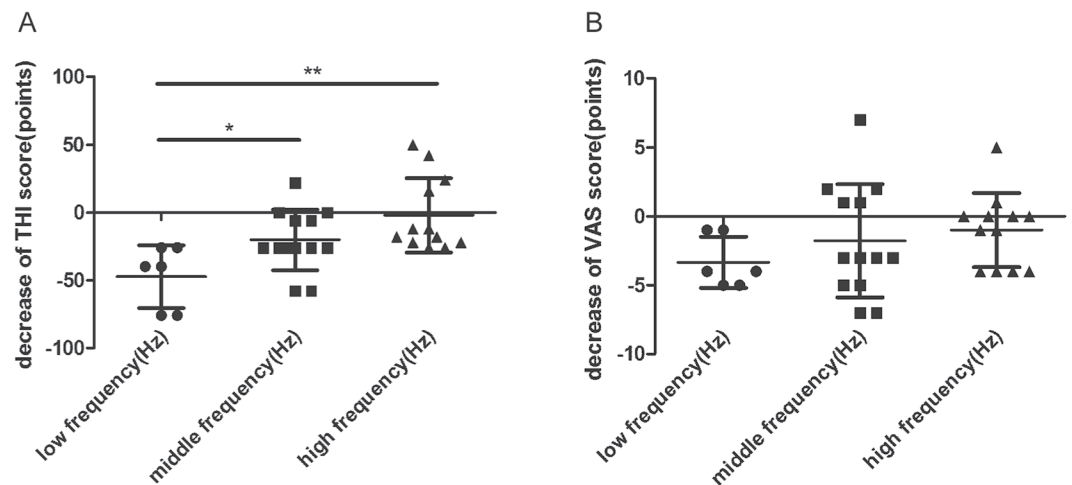 A
decrease of THI score(points)
100
50
0
-50
-100
**
*
low frequency(Hz)
middle frequency(Hz)
high frequency(Hz)
B
decrease of VAS score(points)
10
5
0
-5
-10
low frequency(Hz)
middle frequency(Hz)
high frequency(Hz)